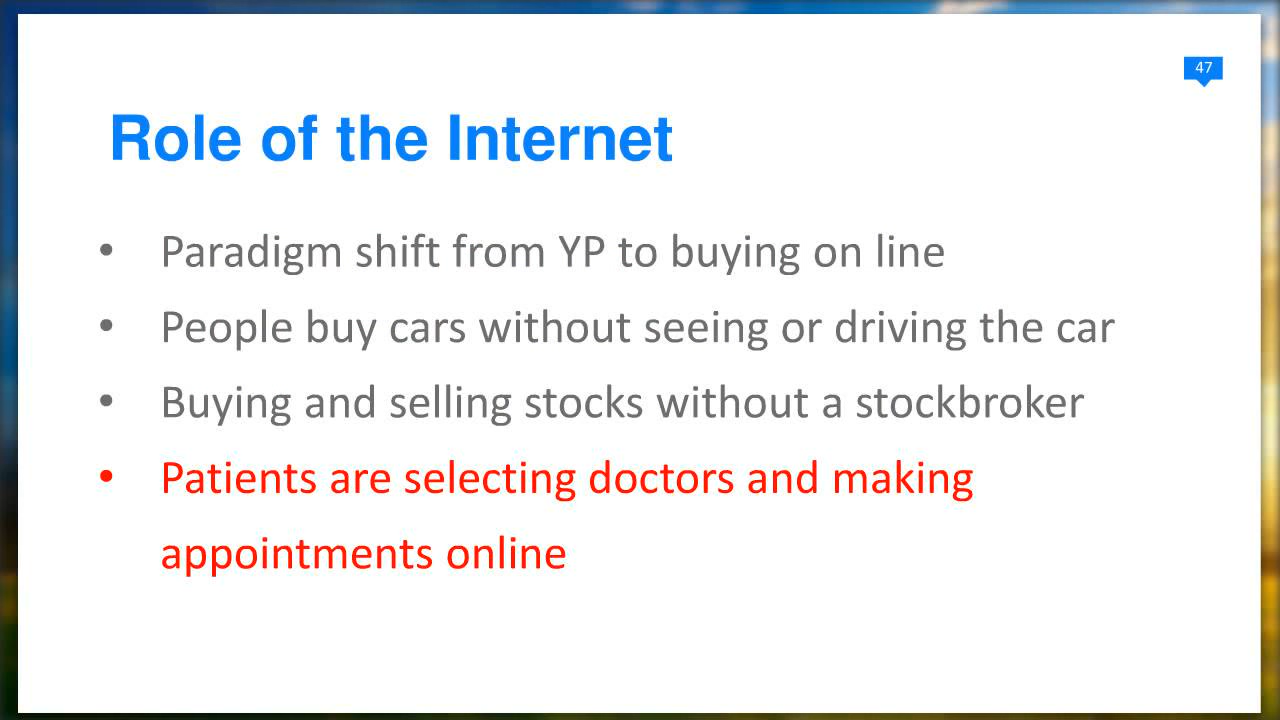 47
Role of the Internet
• Paradigm shift from YP to buying on line
• People buy cars without seeing or driving the car
• Buying and selling stocks without a stockbroker
• Patients are selecting doctors and making
appointments online